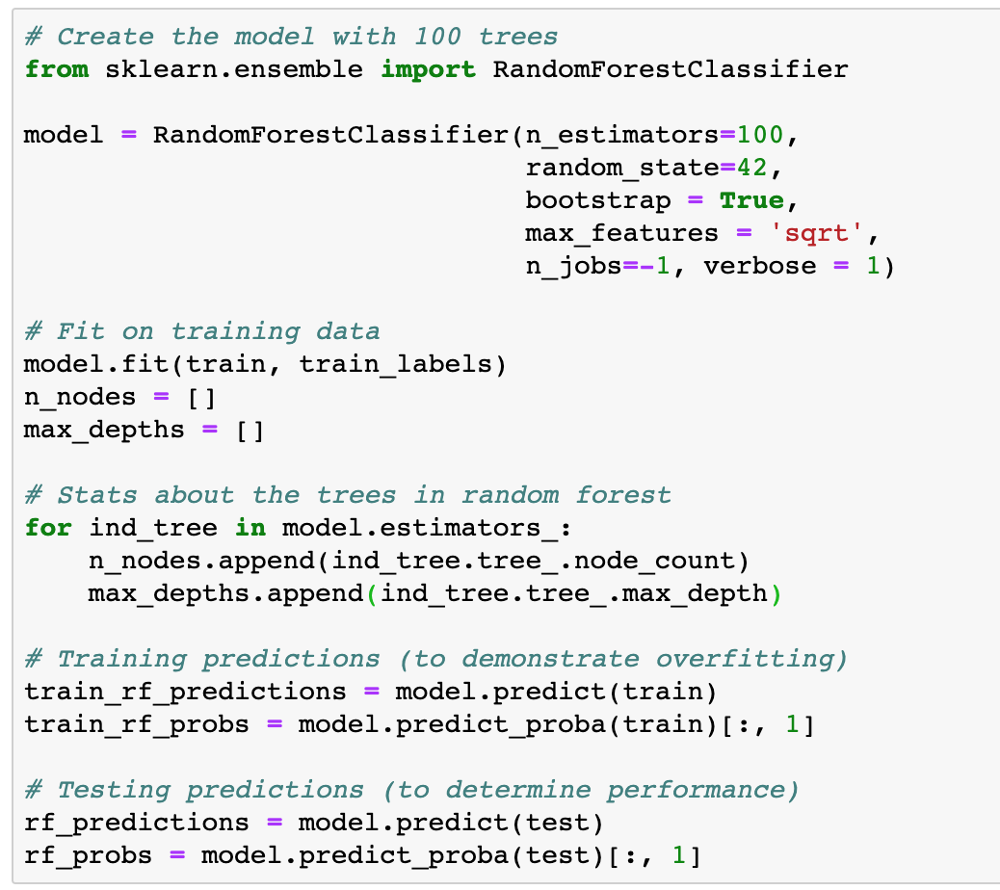 # Create the model with 100 trees
from sklearn.ensemble import RandomForestClassifier

model = RandomForestClassifier(n_estimators=100,
                               random_state=42,
                               bootstrap = True,
                               max_features = 'sqrt',
                               n_jobs=-1, verbose = 1)

# Fit on training data
model.fit(train, train_labels)
n_nodes = []
max_depths = []

# Stats about the trees in random forest
for ind_tree in model.estimators_:
    n_nodes.append(ind_tree.tree_.node_count)
    max_depths.append(ind_tree.tree_.max_depth)

# Training predictions (to demonstrate overfitting)
train_rf_predictions = model.predict(train)
train_rf_probs = model.predict_proba(train)[:, 1]

# Testing predictions (to determine performance)
rf_predictions = model.predict(test)
rf_probs = model.predict_proba(test)[:, 1]